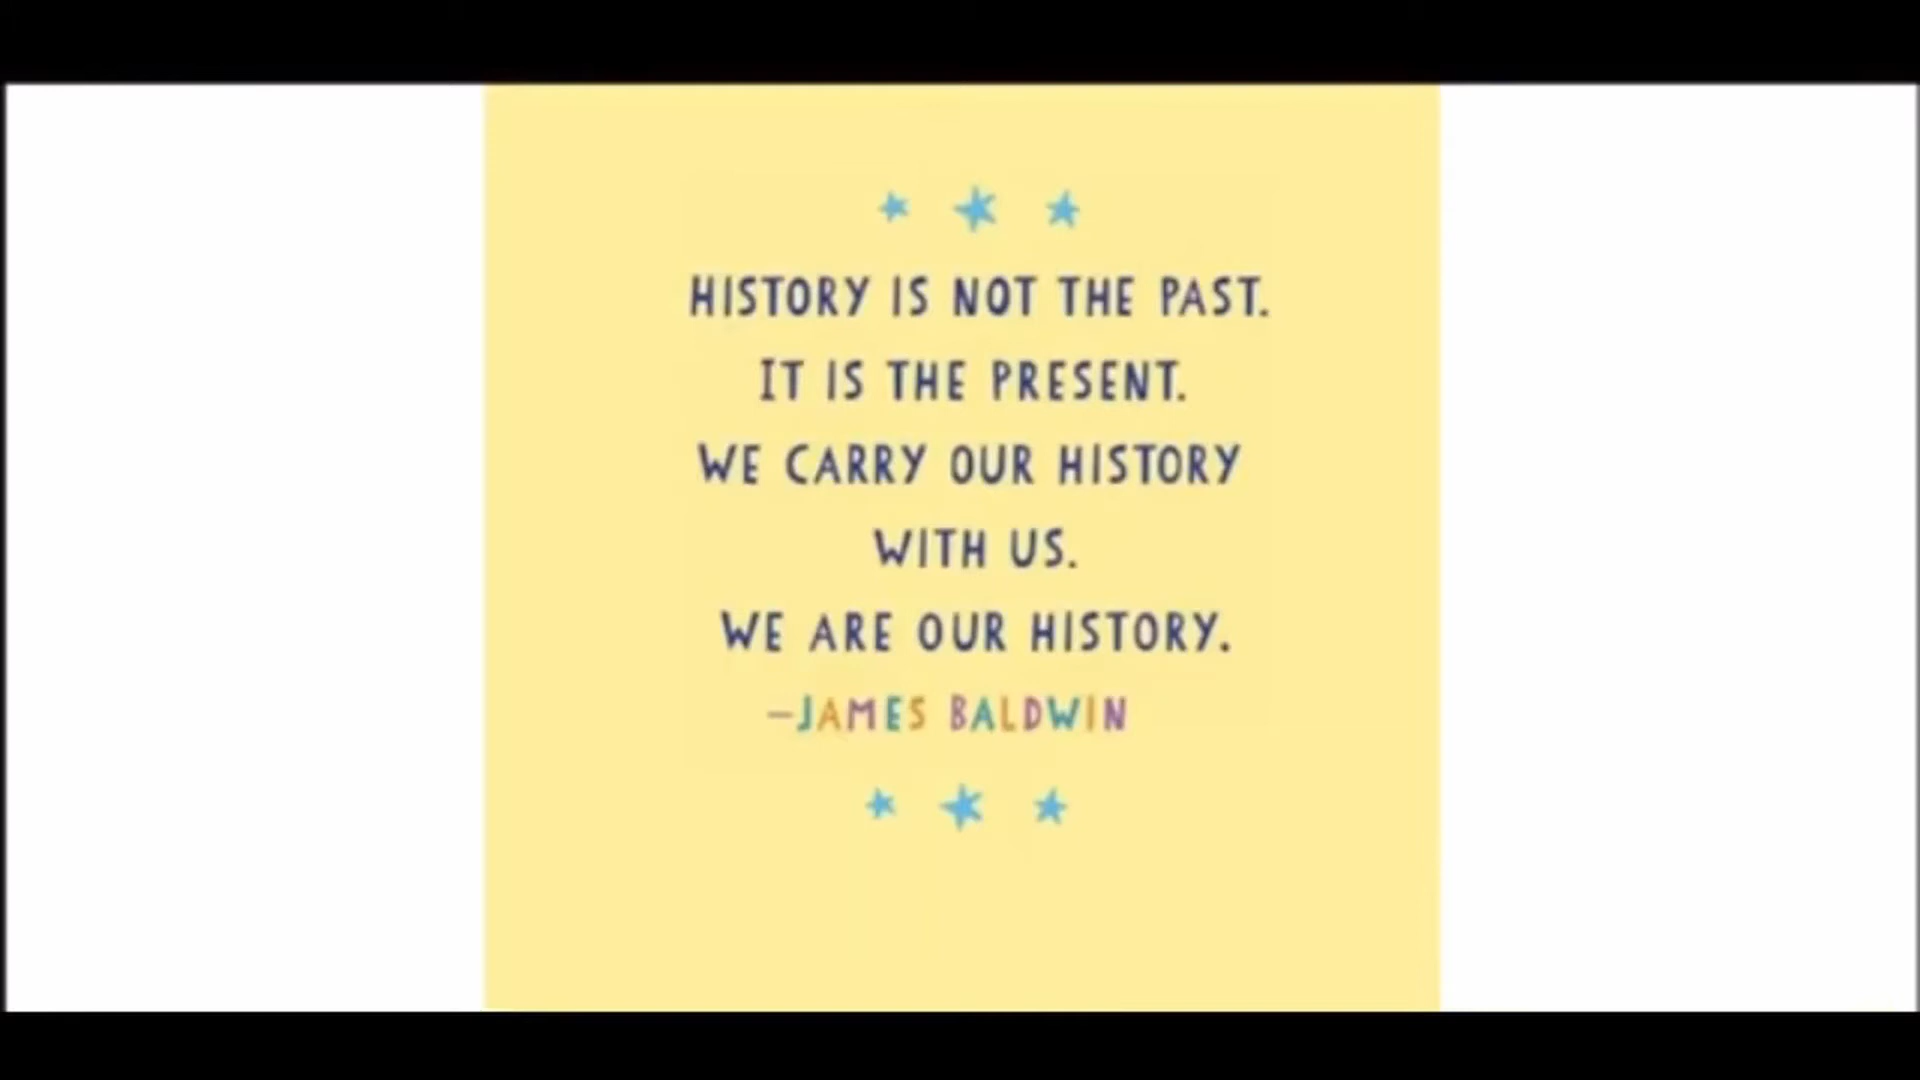 HISTORY IS NOT THE PAST.
IT IS THE PRESENT.
WE CARRY OUR HISTORY
WITH US.
WE ARE OUR HISTORY.
–JAMES BALDWIN